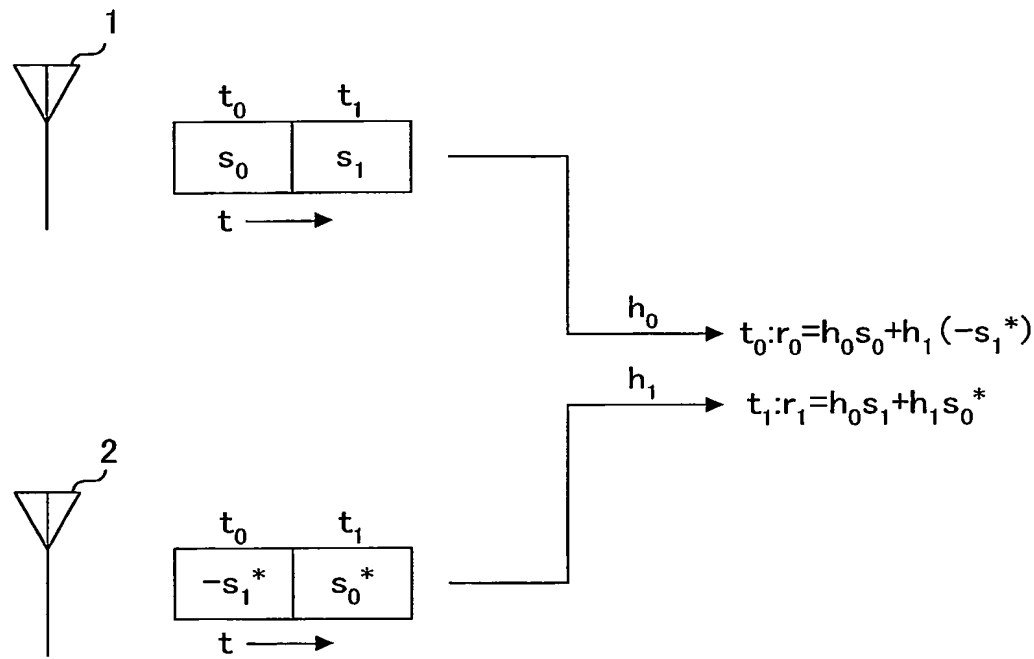 1
t₀ t₁
s₀ s₁
t
h₀
t₀:r₀=h₀s₀+h₁(-s₁*)
h₁
t₁:r₁=h₀s₁+h₁s₀*
2
t₀ t₁
-s₁* s₀*
t